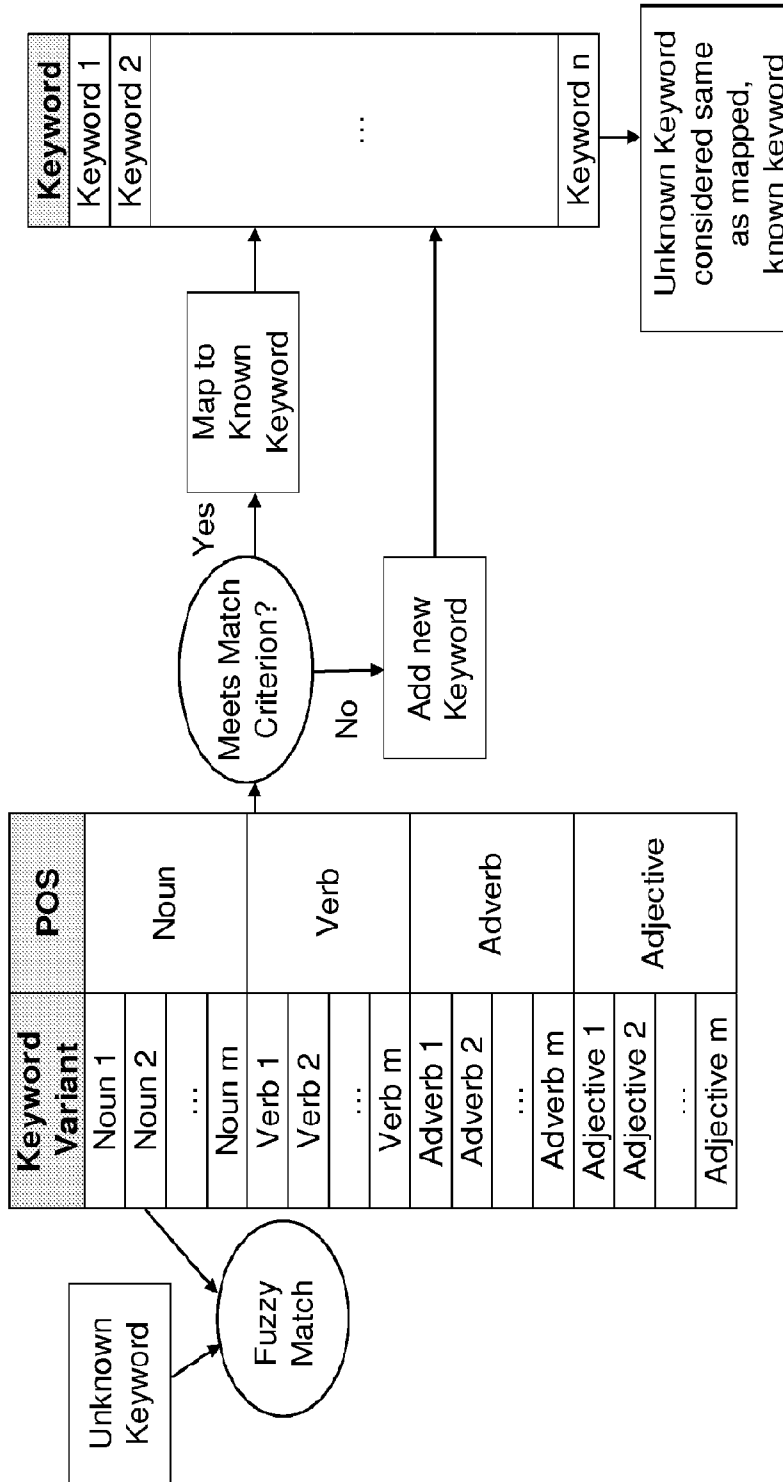 Unknown
Keyword
Fuzzy
Match
Keyword
Variant
POS
Noun 1
Noun 2
...
Noun m
Noun
Verb 1
Verb 2
...
Verb m
Verb
Adverb 1
Adverb 2
...
Adverb m
Adverb
Adjective 1
Adjective 2
...
Adjective m
Adjective
Meets Match
Criterion?
Yes
No
Map to
Known
Keyword
Add new
Keyword
Keyword
Keyword 1
Keyword 2
...
Keyword n
Unknown Keyword
considered same
as mapped,
known keyword